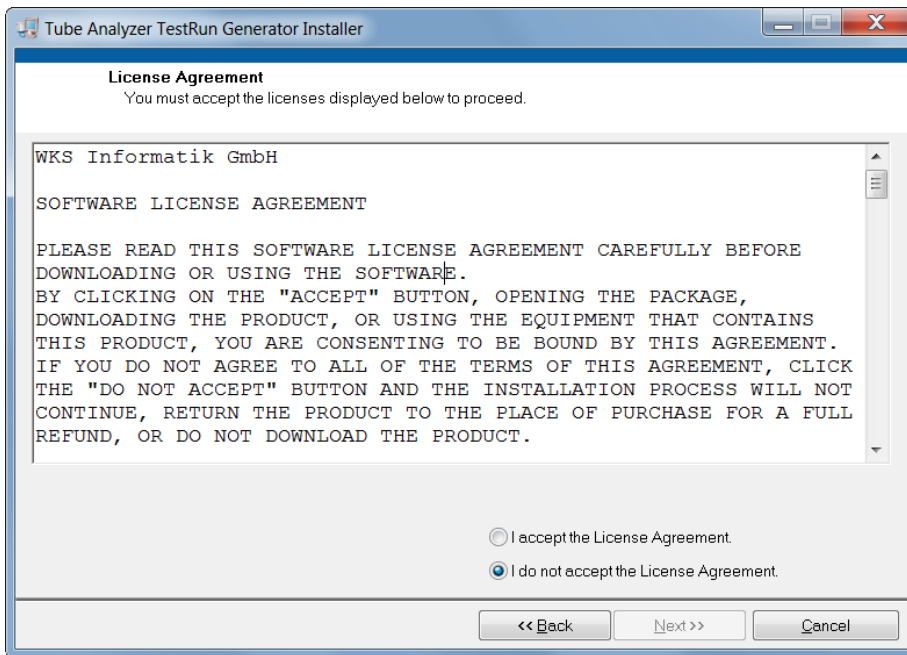 Tube Analyzer TestRun Generator Installer
License Agreement
You must accept the licenses displayed below to proceed.
WKS Informatik GmbH
SOFTWARE LICENSE AGREEMENT
PLEASE READ THIS SOFTWARE LICENSE AGREEMENT CAREFULLY BEFORE
DOWNLOADING OR USING THE SOFTWARE.
BY CLICKING ON THE "ACCEPT" BUTTON, OPENING THE PACKAGE,
DOWNLOADING THE PRODUCT, OR USING THE EQUIPMENT THAT CONTAINS
THIS PRODUCT, YOU ARE CONSENTING TO BE BOUND BY THIS AGREEMENT.
IF YOU DO NOT AGREE TO ALL OF THE TERMS OF THIS AGREEMENT, CLICK
THE "DO NOT ACCEPT" BUTTON AND THE INSTALLATION PROCESS WILL NOT
CONTINUE, RETURN THE PRODUCT TO THE PLACE OF PURCHASE FOR A FULL
REFUND, OR DO NOT DOWNLOAD THE PRODUCT.
I accept the License Agreement.
I do not accept the License Agreement.
<< Back Next >> Cancel